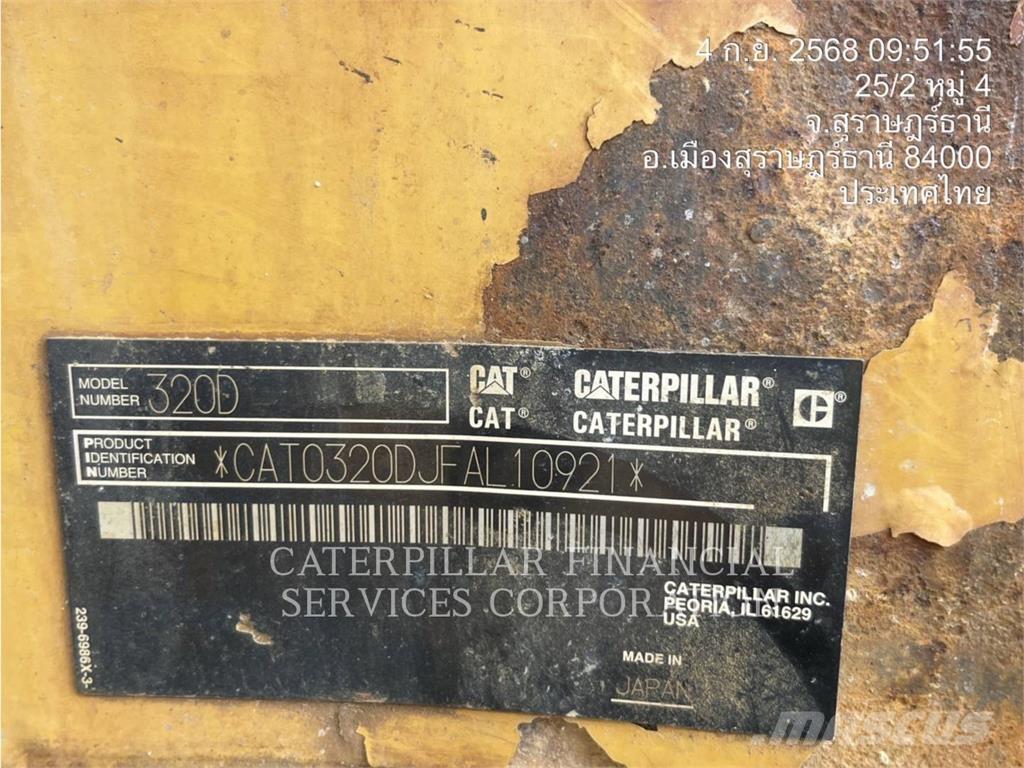 4 ก.ย. 2568 09:51:55
25/2 หมู่ 4
จ.สุราษฎร์ธานี
อ.เมืองสุราษฎร์ธานี 84000
ประเทศไทย
MODEL NUMBER 320D
CAT® CATERPILLAR®
CAT® CATERPILLAR®
PRODUCT IDENTIFICATION NUMBER *CAT0320DJFAL10921*
CATERPILLAR FINANCIAL
SERVICES CORPORA
CATERPILLAR INC.
PEORIA, IL 61629
USA
239-6986X-3-
MADE IN
JAPAN
Mascus